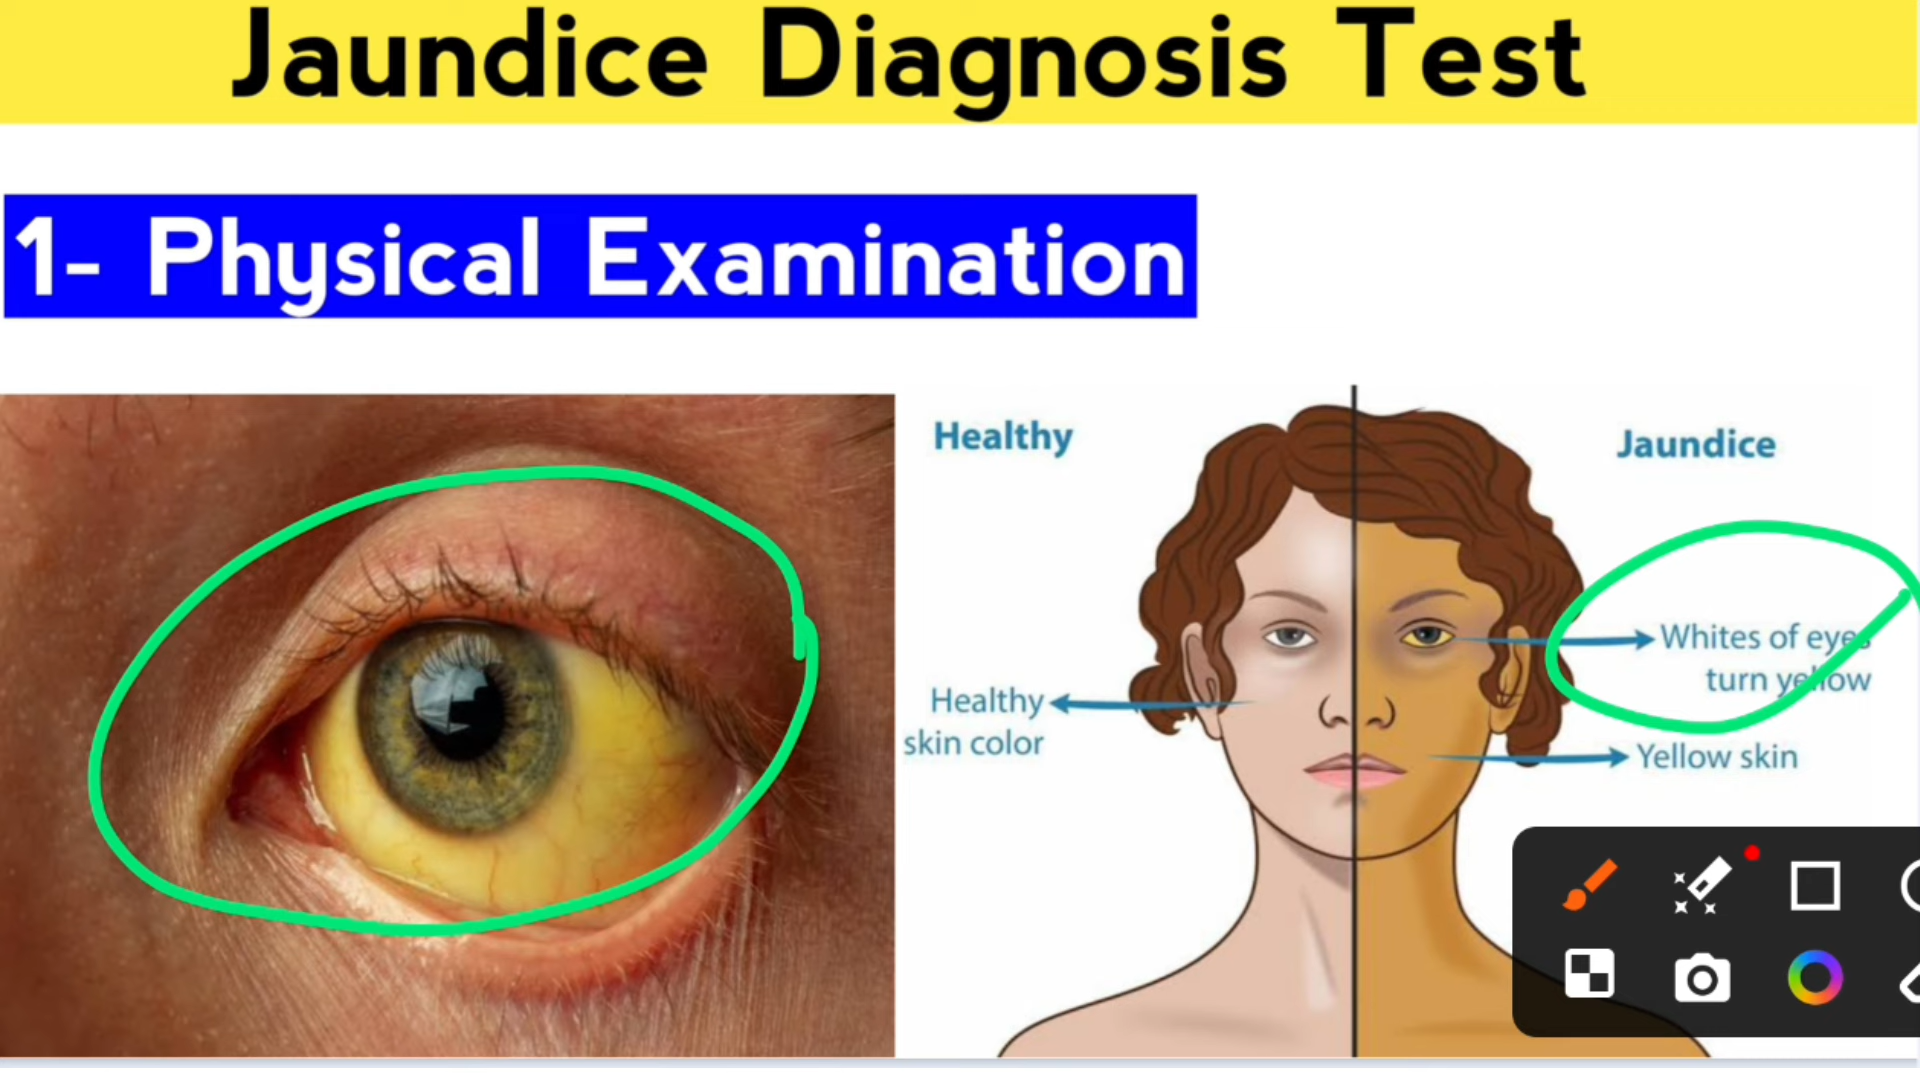 Jaundice Diagnosis Test
1- Physical Examination
Healthy
Jaundice
Whites of eyes
turn yellow
Healthy
skin color
Yellow skin